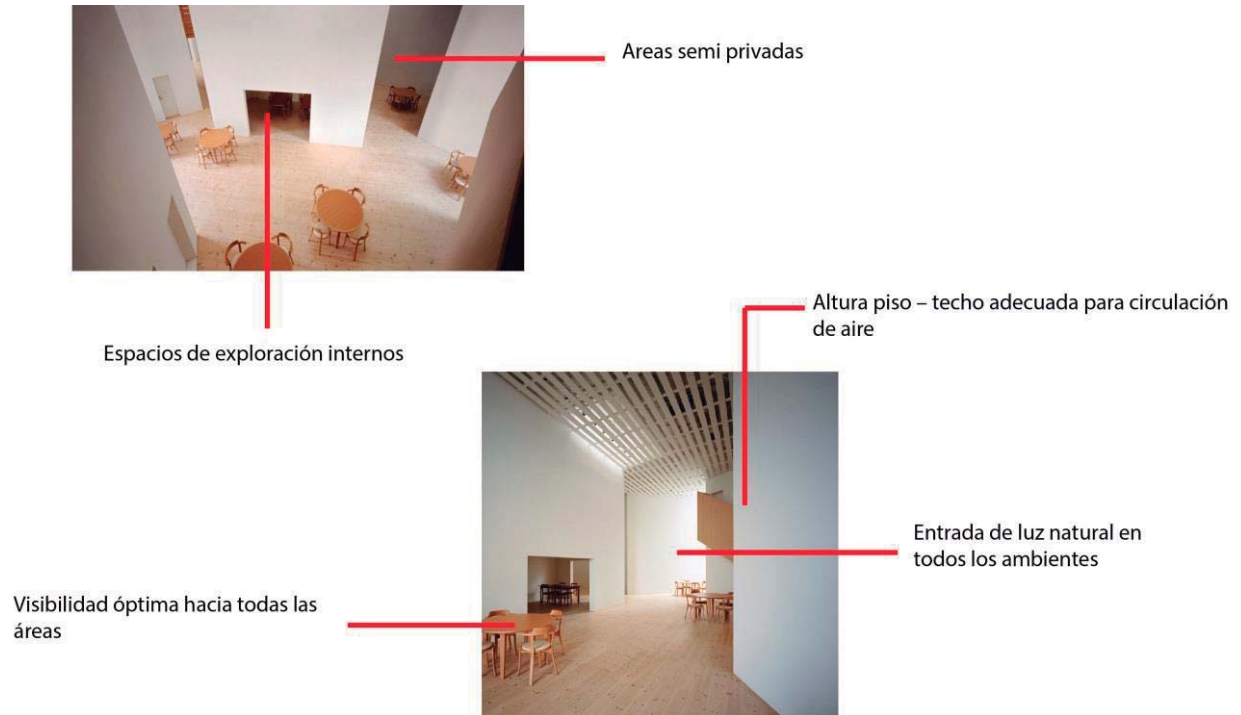 Areas semi privadas
Espacios de exploración internos
Altura piso – techo adecuada para circulación
de aire
Entrada de luz natural en
todos los ambientes
Visibilidad óptima hacia todas las
áreas